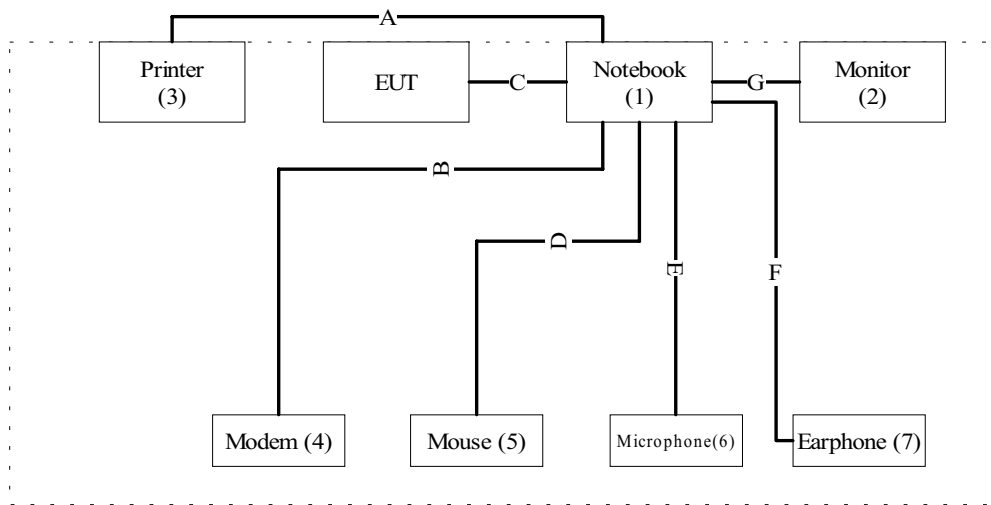 A
Printer
(3)
EUT
C
Notebook
(1)
G
Monitor
(2)
B
D
E
F
Modem (4)
Mouse (5)
Microphone(6)
Earphone (7)